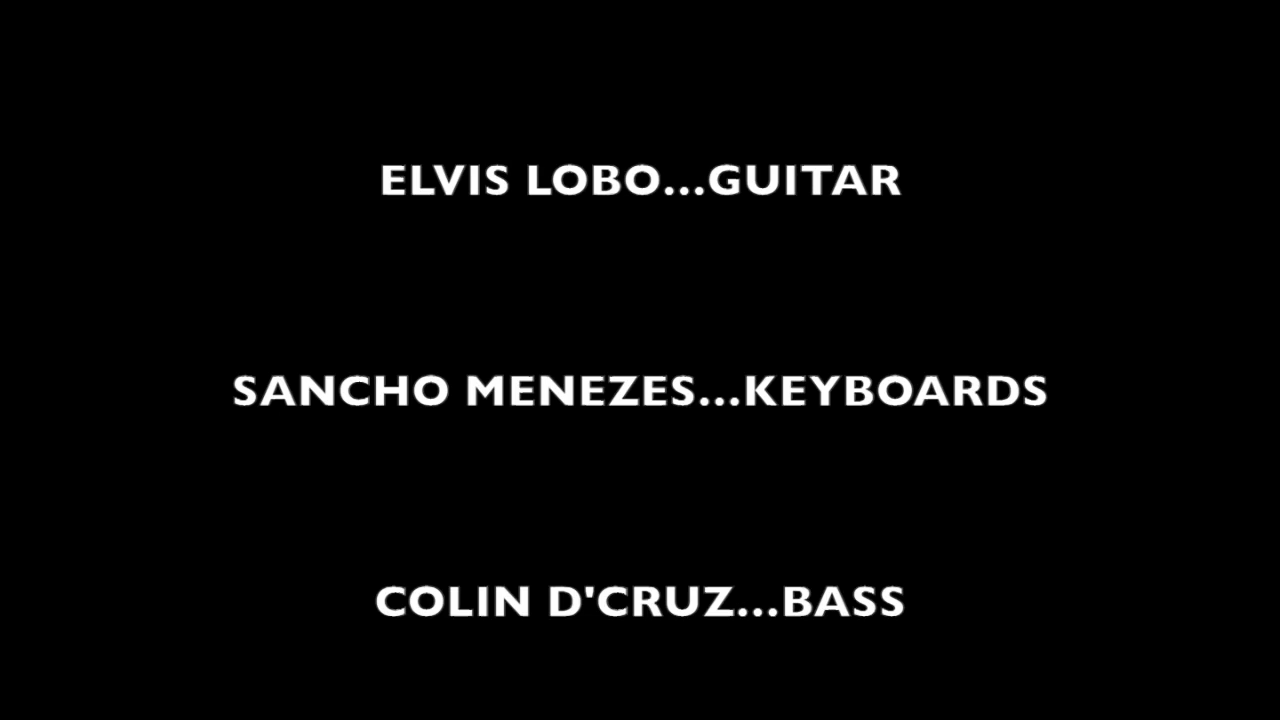 ELVIS LOBO...GUITAR
SANCHO MENEZES...KEYBOARDS
COLIN D'CRUZ...BASS